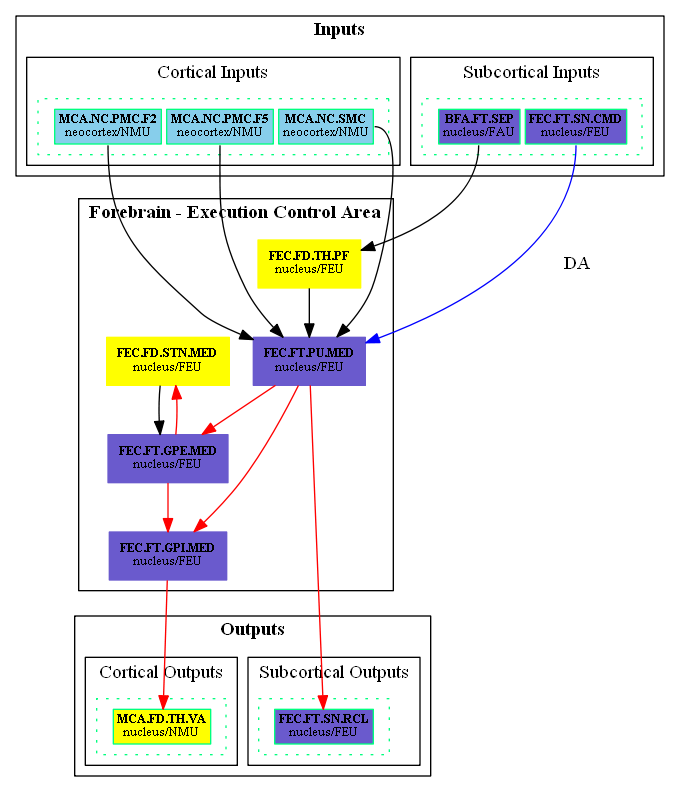 Inputs
Cortical Inputs
Subcortical Inputs
MCA.NC.PMC.F2
neocortex/NMU
MCA.NC.PMC.F5
neocortex/NMU
MCA.NC.SMC
neocortex/NMU
BFA.FT.SEP
nucleus/FAU
FEC.FT.SN.CMD
nucleus/FEU
Forebrain - Execution Control Area
FEC.FD.TH.PF
nucleus/FEU
DA
FEC.FD.STN.MED
nucleus/FEU
FEC.FT.PU.MED
nucleus/FEU
FEC.FT.GPE.MED
nucleus/FEU
FEC.FT.GPI.MED
nucleus/FEU
Outputs
Cortical Outputs
Subcortical Outputs
MCA.FD.TH.VA
nucleus/NMU
FEC.FT.SN.RCL
nucleus/FEU